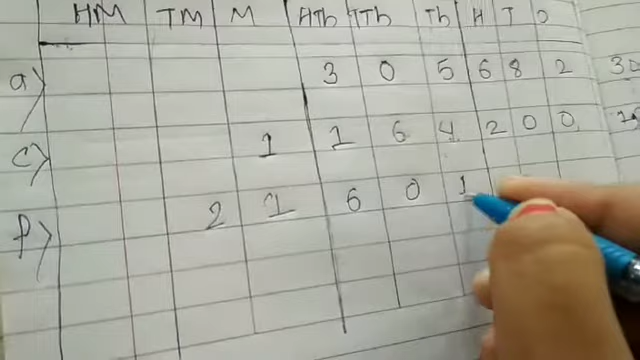 HM TM M HTh TTh Th H T O
a) 3 0 5 6 8 2
c) 1 1 6 4 2 0 0
f) 2 1 6 0 1